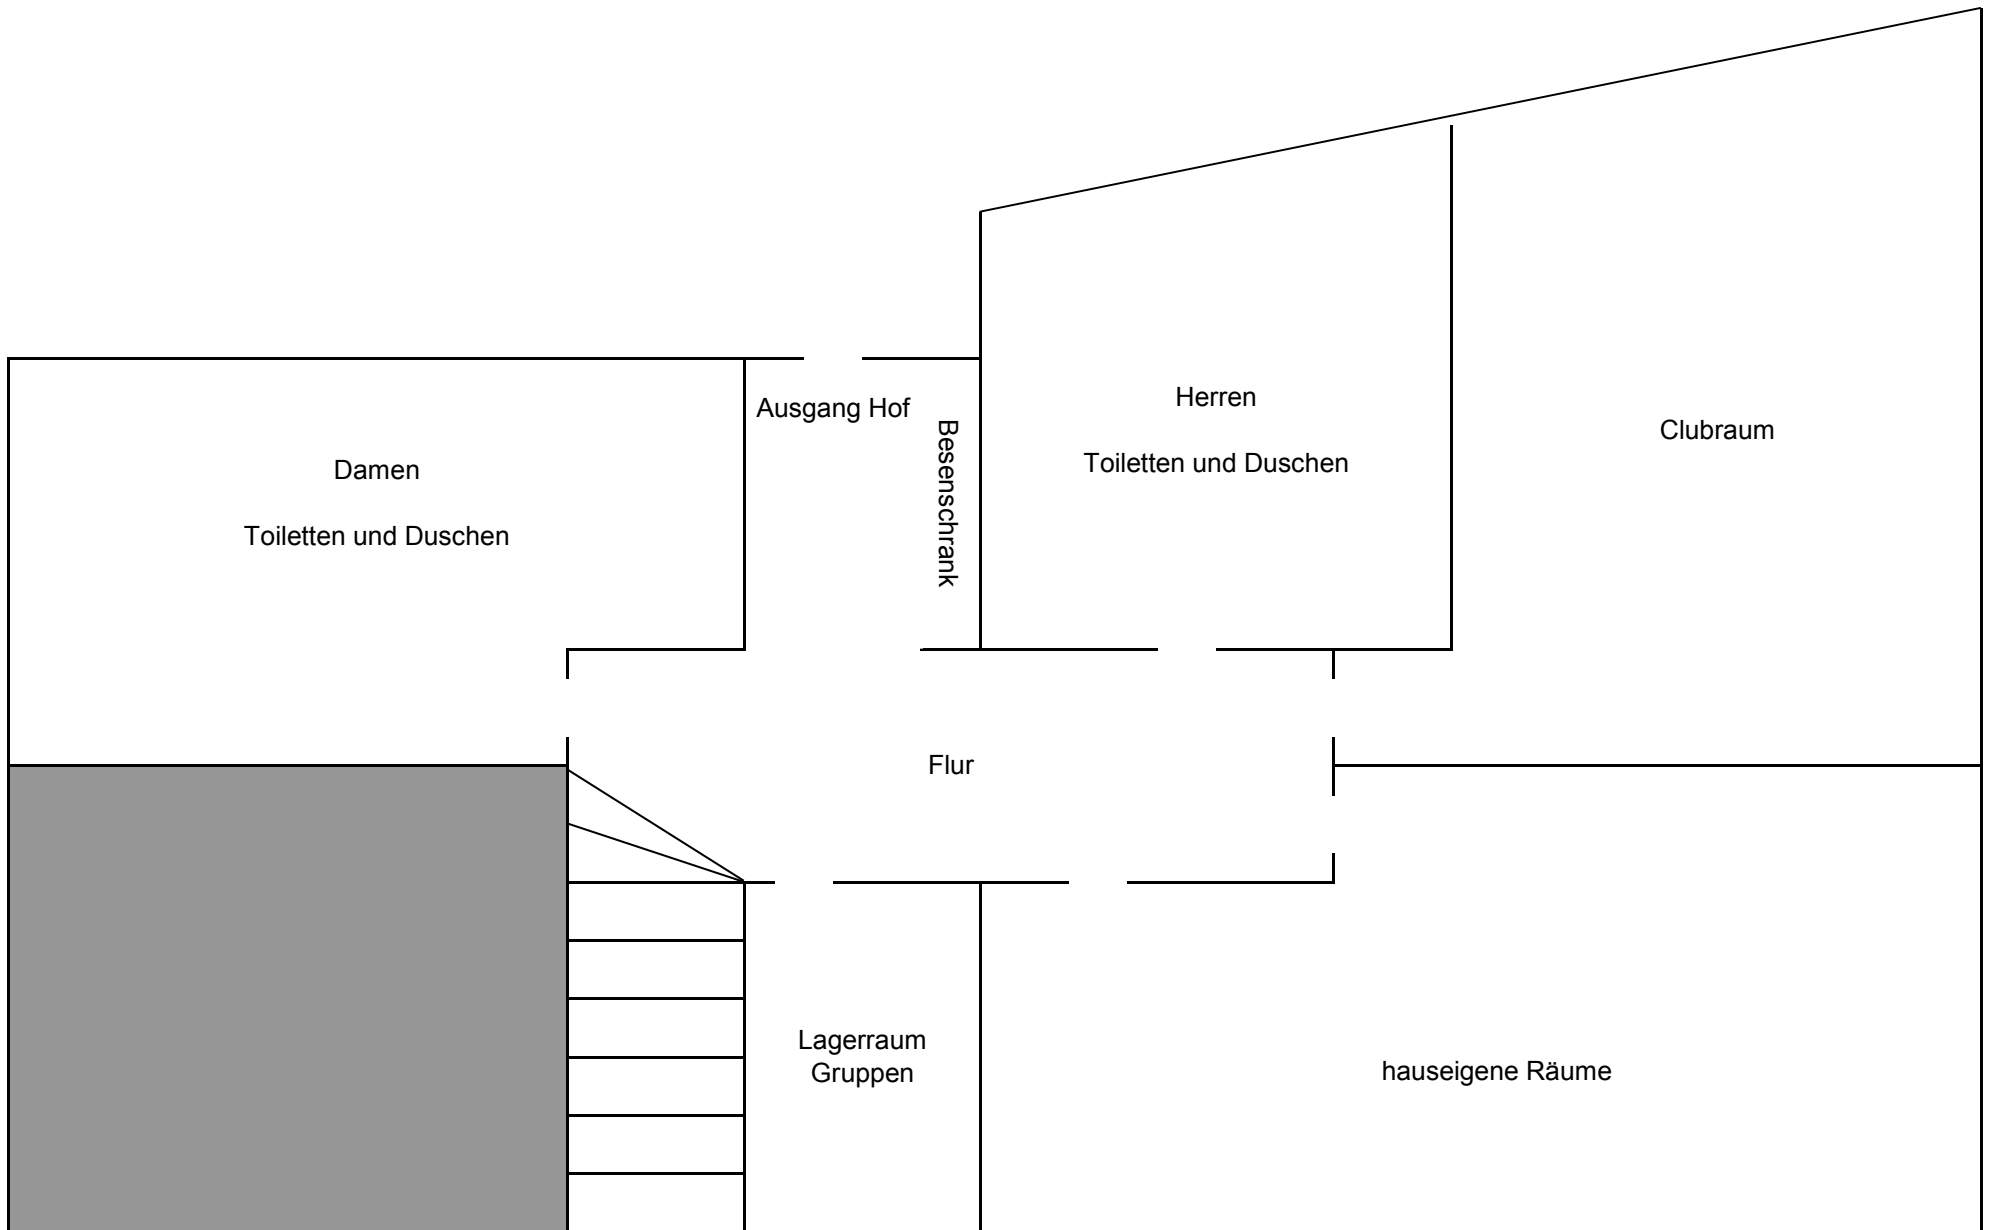 Damen
Toiletten und Duschen
Ausgang Hof
Besenschrank
Herren
Toiletten und Duschen
Clubraum
Flur
Lagerraum
Gruppen
hauseigene Räume